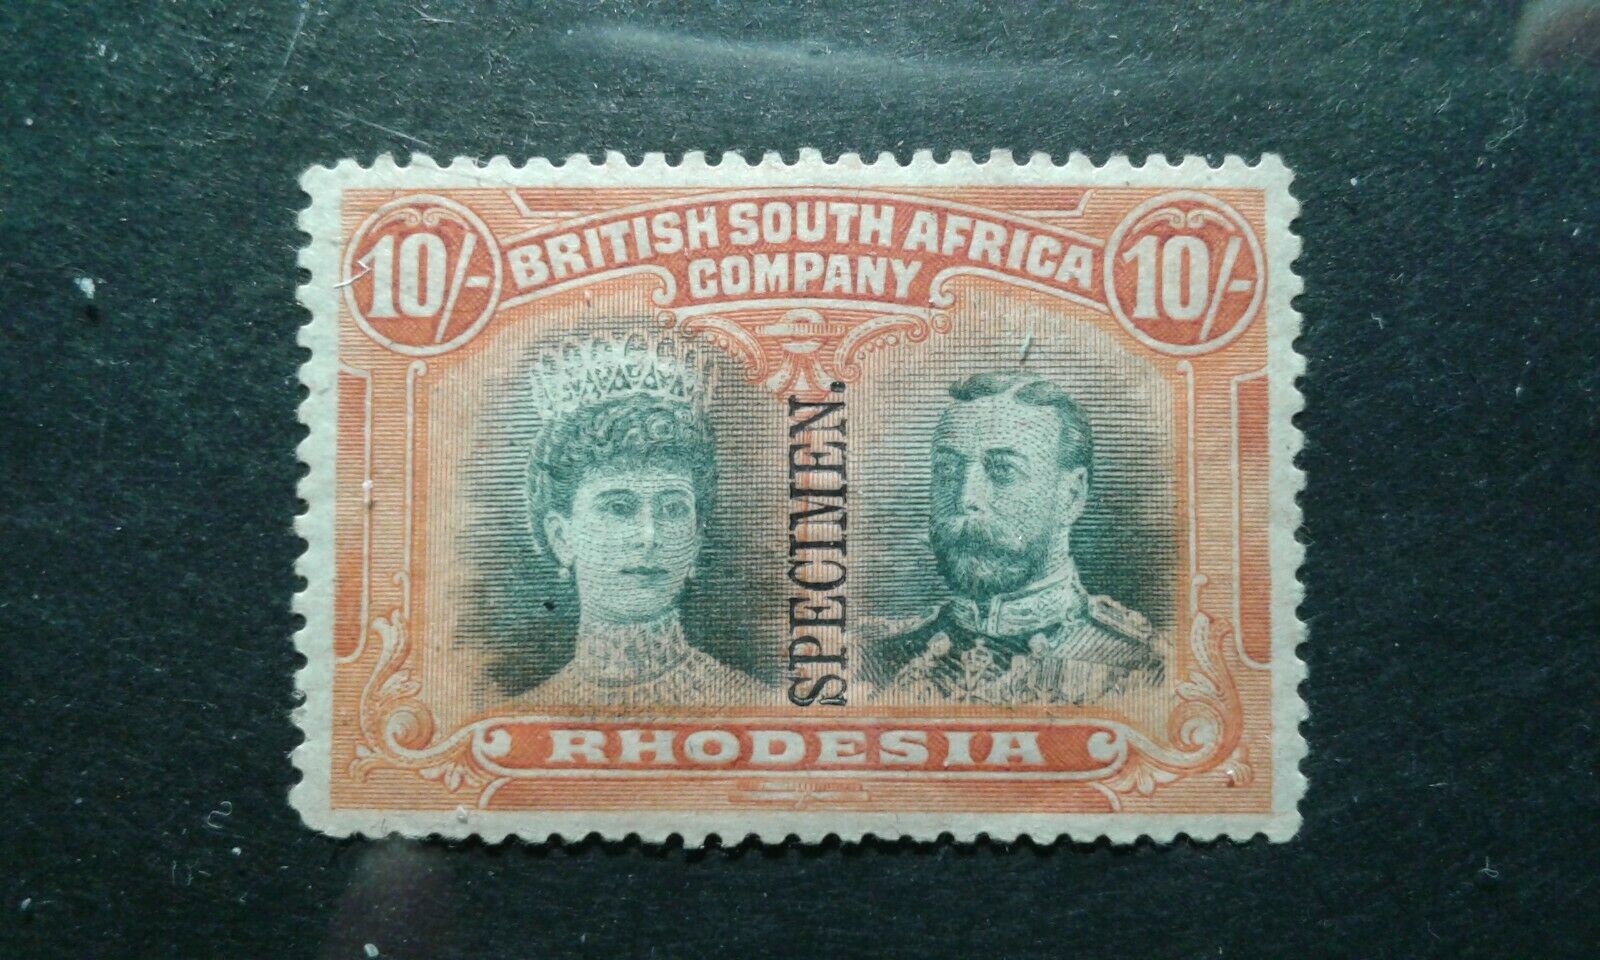 10/- BRITISH SOUTH AFRICA 10/-
COMPANY
SPECIMEN.
RHODESIA